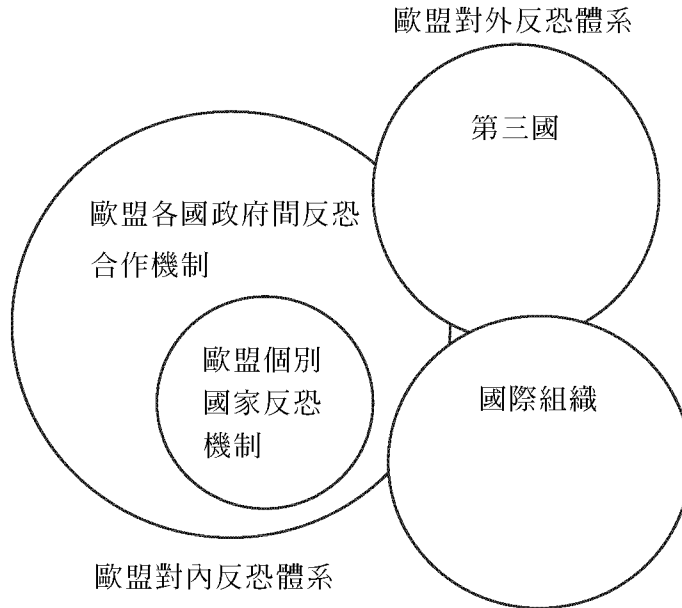 歐盟對外反恐體系
第三國
歐盟各國政府間反恐
合作機制
歐盟個別
國家反恐
機制
國際組織
歐盟對內反恐體系